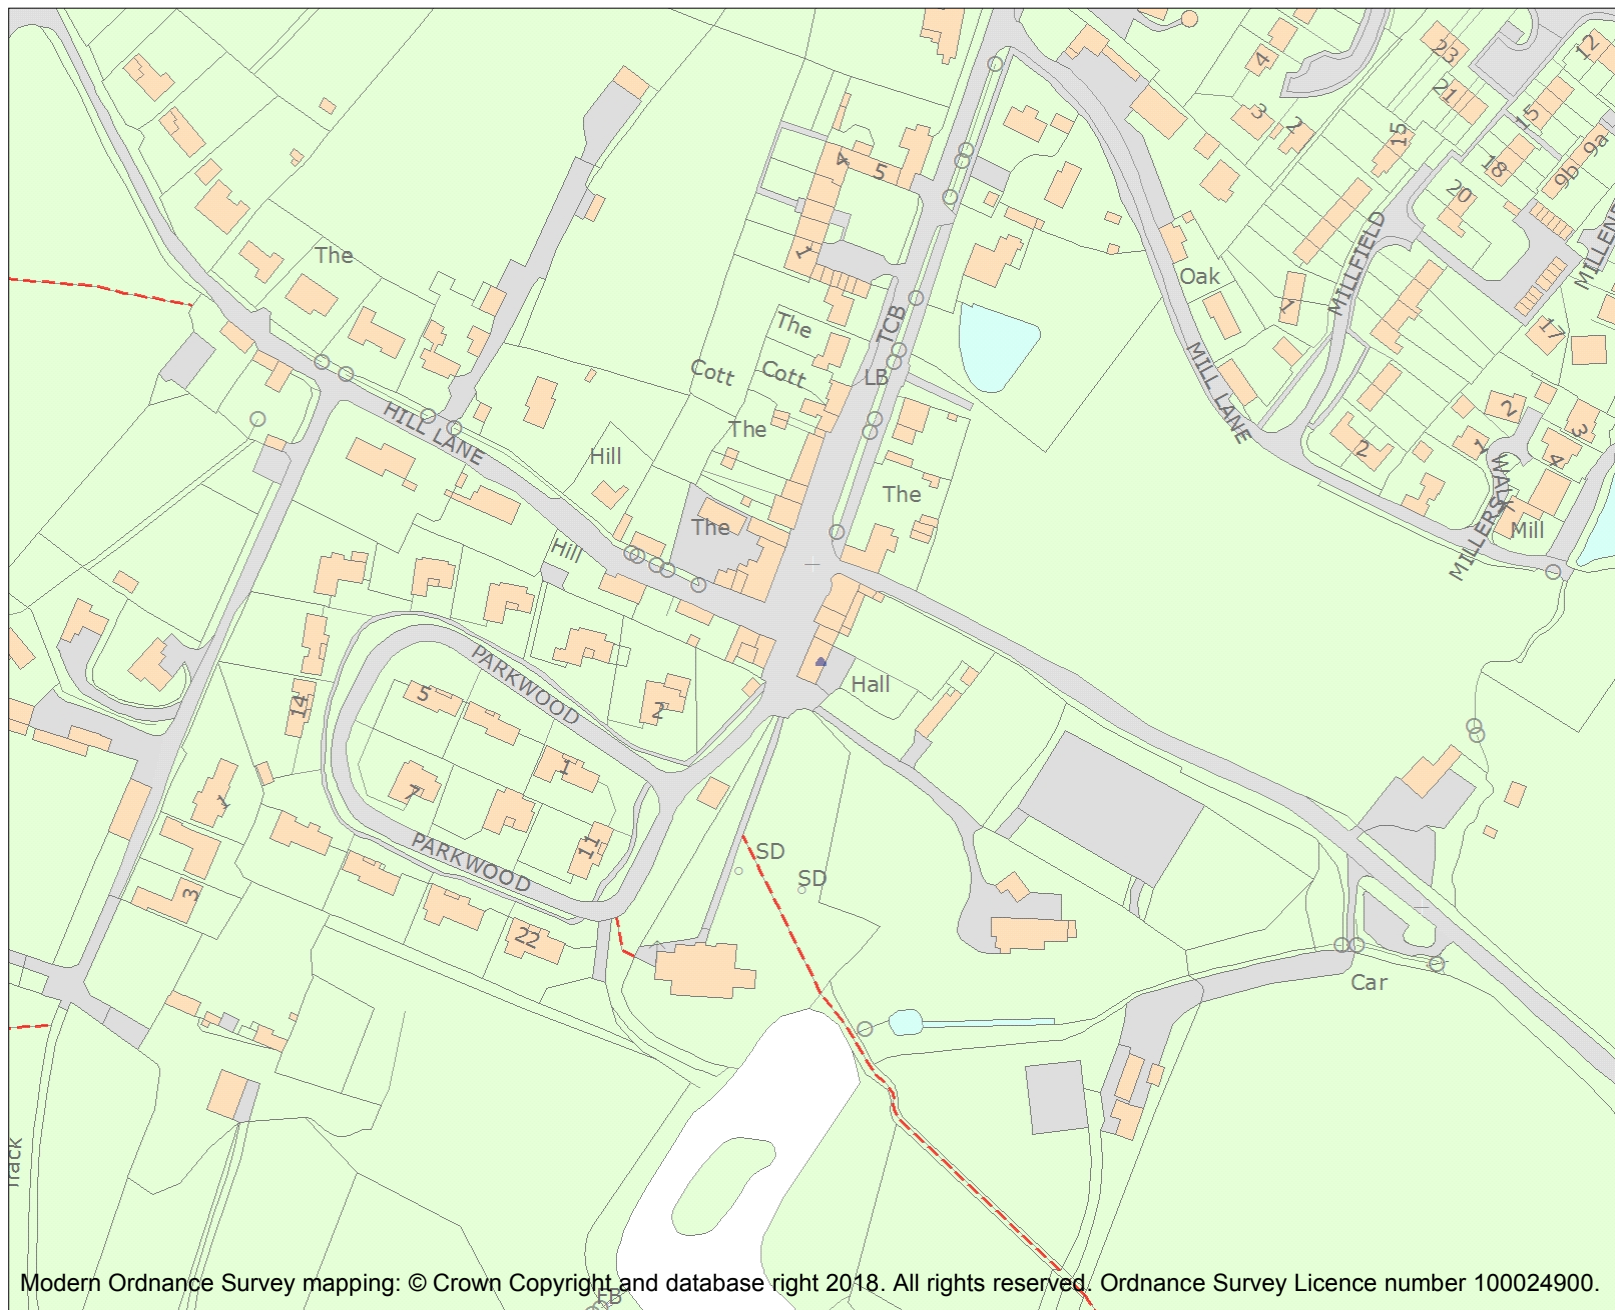 23
12
4
21
15
9a
3
2
15
18
9b
4
5
20
MILLFIELD
1
The
Oak
1
The
TCB
17
Cott
Cott
LB
MILL LANE
HILL LANE
The
2
3
Hill
2
1
4
The
WALK
MILLERS
The
Mill
Hill
PARKWOOD
5
2
Hall
14
1
7
1
11
PARKWOOD
SD
SD
3
22
Car
Modern Ordnance Survey mapping: © Crown Copyright and database right 2018. All rights reserved. Ordnance Survey Licence number 100024900.
FB